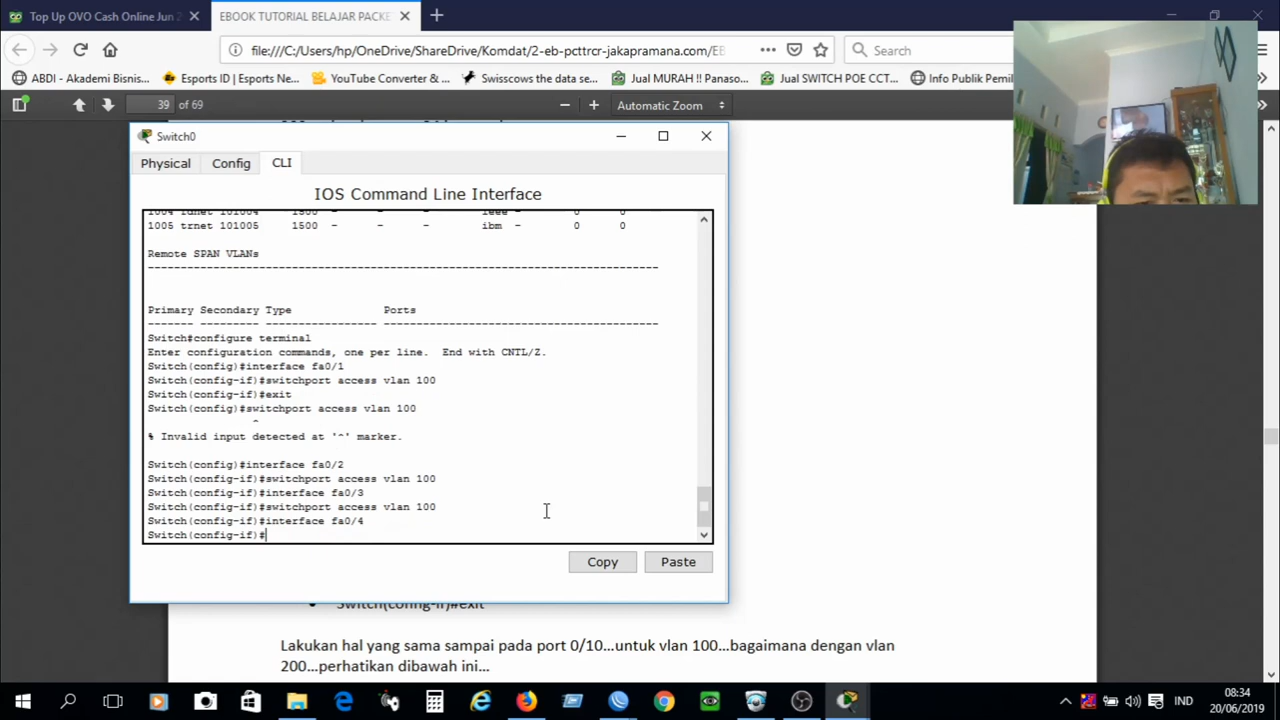 Top Up OVO Cash Online Jun 2
EBOOK TUTORIAL BELAJAR PACKE
file:///C:/Users/hp/OneDrive/ShareDrive/Komdat/2-eb-pcttrcr-jakapramana.com/EB
Search
ABDI - Akademi Bisnis...
Esports ID | Esports Ne...
YouTube Converter & ...
Swisscows the data se...
Jual MURAH !! Panaso...
Jual SWITCH POE CCT...
Info Publik Pemil
39 of 69
Automatic Zoom
Switch0
Physical
Config
CLI
IOS Command Line Interface
1004 fdnet 101004 1500 - - - ieee - 0 0
1005 trnet 101005 1500 - - - ibm - 0 0
Remote SPAN VLANs
------------------------------------------------------------------------------
Primary Secondary Type Ports
------- --------- ----------------- ------------------------------------------
Switch#configure terminal
Enter configuration commands, one per line. End with CNTL/Z.
Switch(config)#interface fa0/1
Switch(config-if)#switchport access vlan 100
Switch(config-if)#exit
Switch(config)#switchport access vlan 100
^
% Invalid input detected at '^' marker.
Switch(config)#interface fa0/2
Switch(config-if)#switchport access vlan 100
Switch(config-if)#interface fa0/3
Switch(config-if)#switchport access vlan 100
Switch(config-if)#interface fa0/4
Switch(config-if)#
Copy
Paste
Switch(config-if)#exit
Lakukan hal yang sama sampai pada port 0/10...untuk vlan 100...bagaimana dengan vlan
200...perhatikan dibawah ini...
IND
08:34
20/06/2019